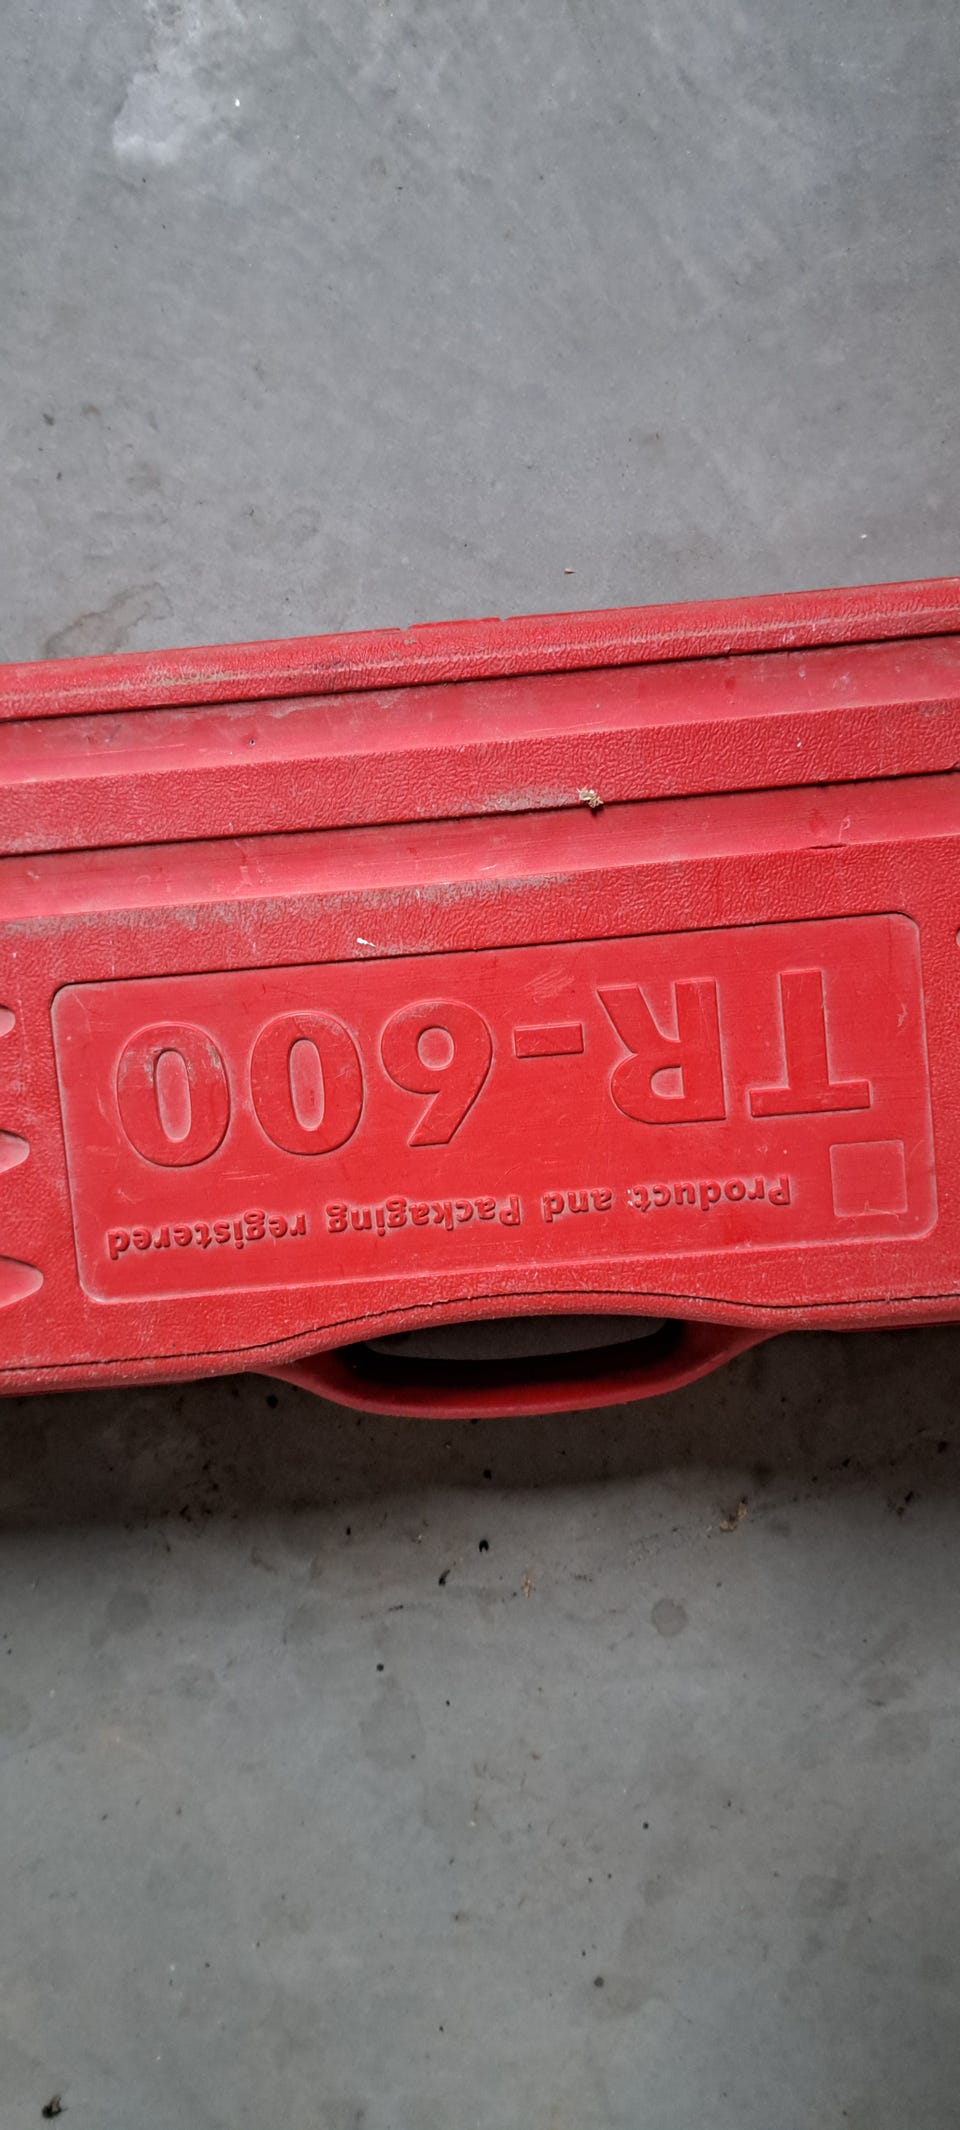 TR-600
Product and Packaging registered